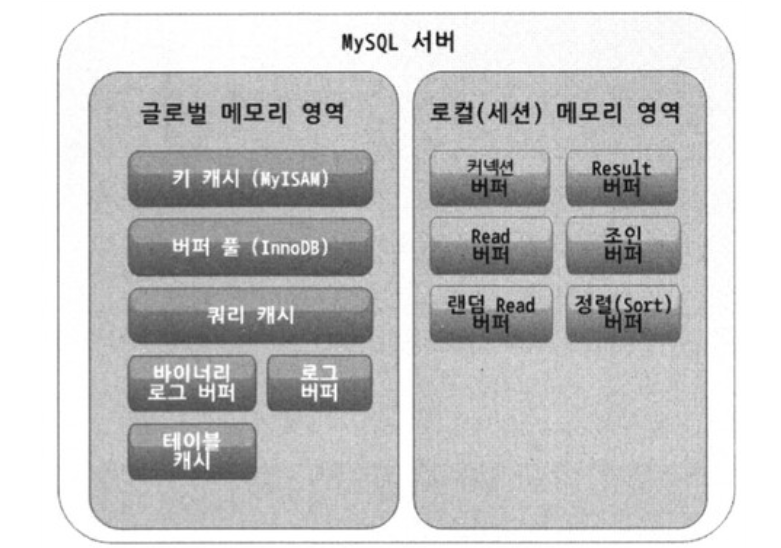 MySQL 서버
글로벌 메모리 영역
키 캐시 (MyISAM)
버퍼 풀 (InnoDB)
쿼리 캐시
바이너리
로그 버퍼
로그
버퍼
테이블
캐시
로컬(세션) 메모리 영역
커넥션
버퍼
Result
버퍼
Read
버퍼
조인
버퍼
랜덤 Read
버퍼
정렬(Sort)
버퍼